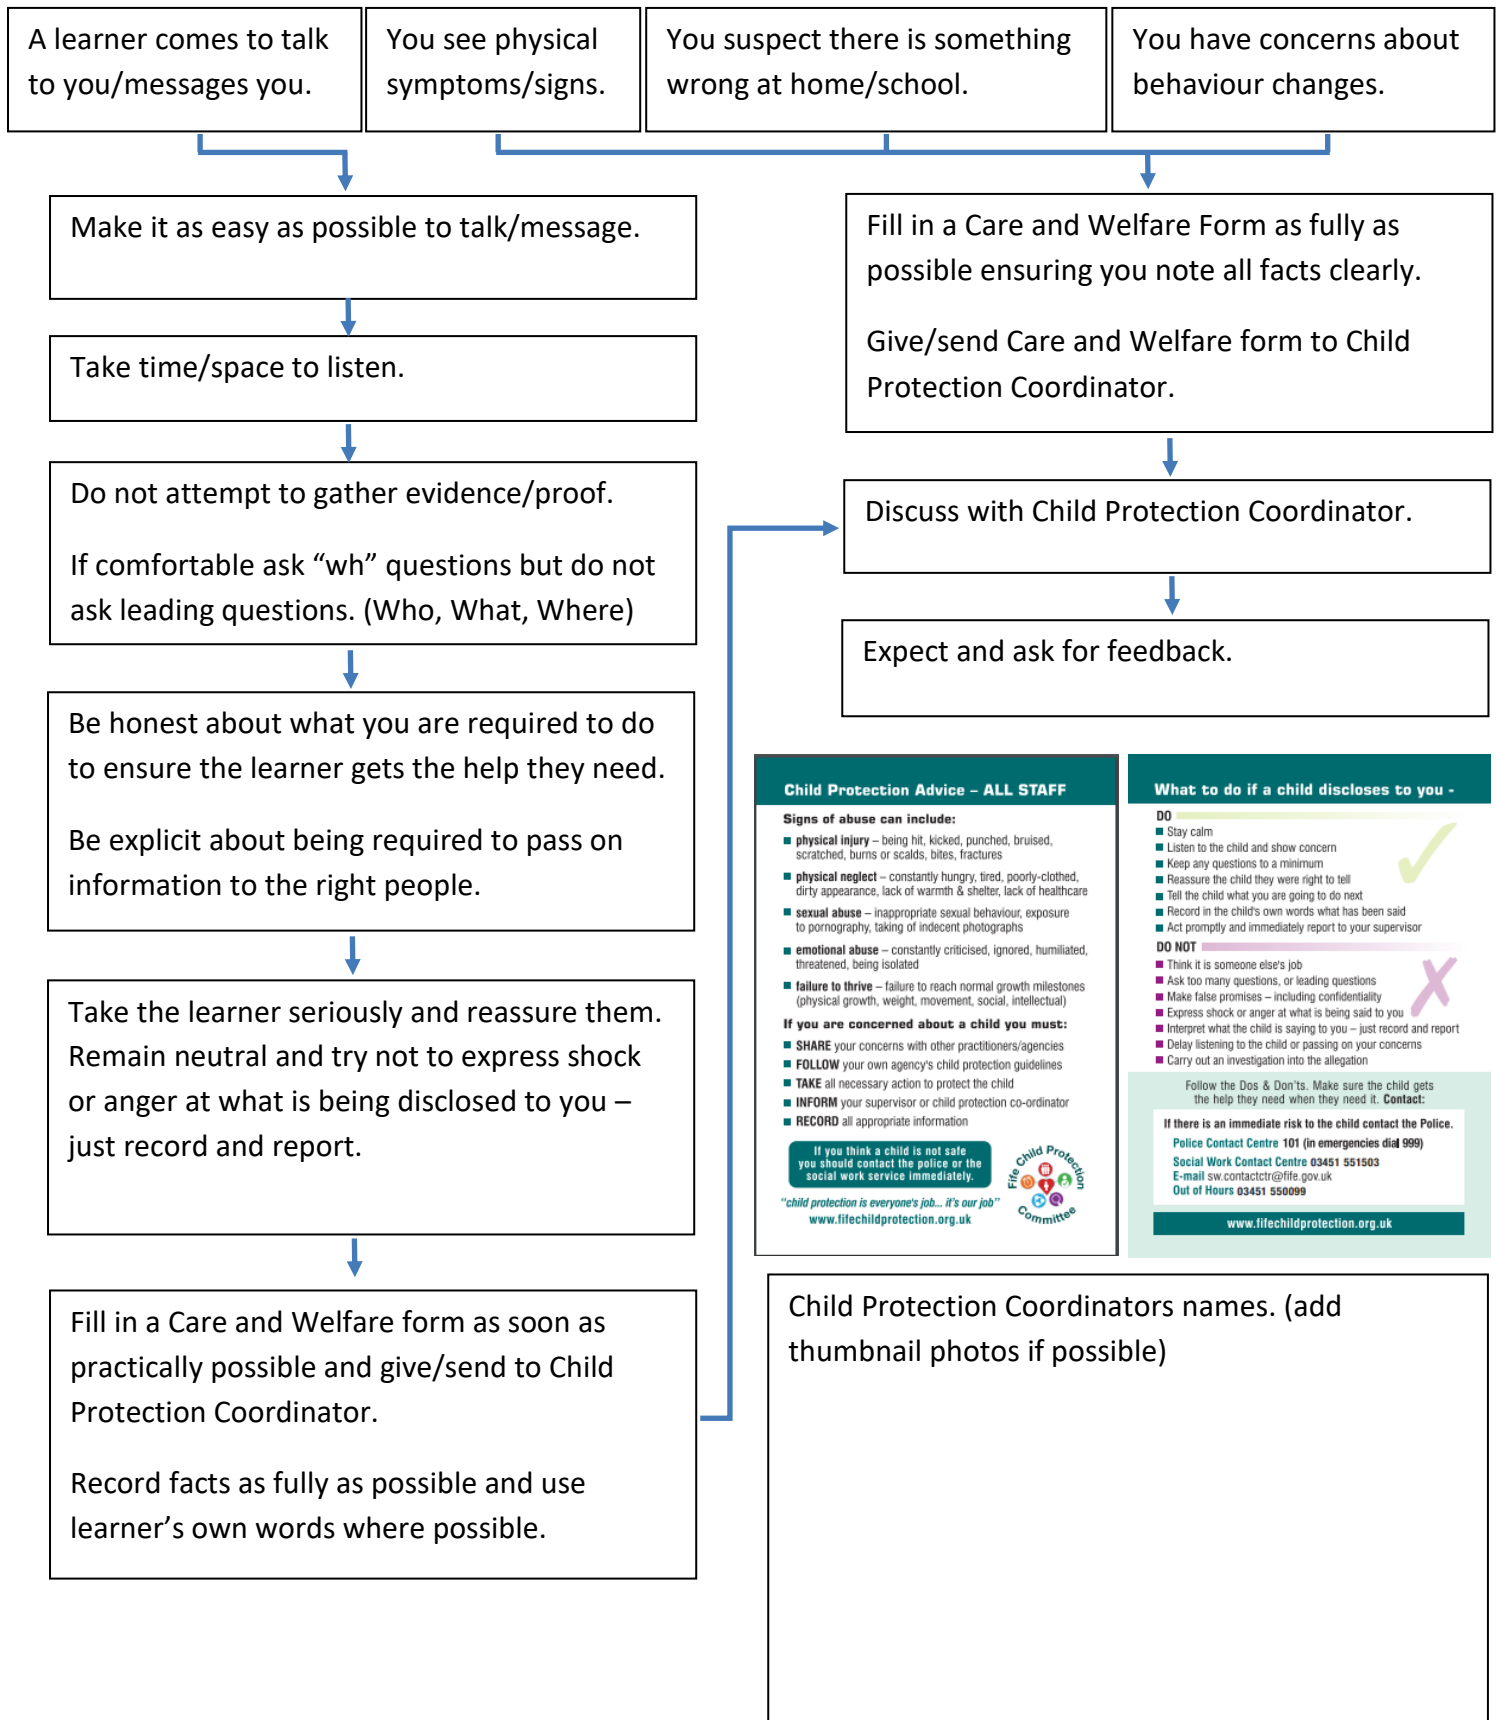 A learner comes to talk
to you/messages you.
You see physical
symptoms/signs.
You suspect there is something
wrong at home/school.
You have concerns about
behaviour changes.
Make it as easy as possible to talk/message.
Take time/space to listen.
Do not attempt to gather evidence/proof.
If comfortable ask “wh” questions but do not
ask leading questions. (Who, What, Where)
Be honest about what you are required to do
to ensure the learner gets the help they need.
Be explicit about being required to pass on
information to the right people.
Take the learner seriously and reassure them.
Remain neutral and try not to express shock
or anger at what is being disclosed to you –
just record and report.
Fill in a Care and Welfare form as soon as
practically possible and give/send to Child
Protection Coordinator.
Record facts as fully as possible and use
learner’s own words where possible.
Fill in a Care and Welfare Form as fully as
possible ensuring you note all facts clearly.
Give/send Care and Welfare form to Child
Protection Coordinator.
Discuss with Child Protection Coordinator.
Expect and ask for feedback.
Child Protection Advice – ALL STAFF
Signs of abuse can include:
physical injury – being hit, kicked, punched, bruised,
scratched, burns or scalds, bites, fractures
physical neglect – constantly hungry, tired, poorly-clothed,
dirty appearance, lack of warmth & shelter, lack of healthcare
sexual abuse – inappropriate sexual behaviour, exposure
to pornography, taking of indecent photographs
emotional abuse – constantly criticised, ignored, humiliated,
threatened, being isolated
failure to thrive – failure to reach normal growth milestones
(physical growth, weight, movement, social, intellectual)
If you are concerned about a child you must:
SHARE your concerns with other practitioners/agencies
FOLLOW your own agency's child protection guidelines
TAKE all necessary action to protect the child
INFORM your supervisor or child protection co-ordinator
RECORD all appropriate information
If you think a child is not safe
you should contact the police or the
social work service immediately.
"child protection is everyone's job... it's our job"
www.fifechildprotection.org.uk
Fife Child Protection
Committee
What to do if a child discloses to you -
DO
Stay calm
Listen to the child and show concern
Keep any questions to a minimum
Reassure the child they were right to tell
Tell the child what you are going to do next
Record in the child's own words what has been said
Act promptly and immediately report to your supervisor
DO NOT
Think it is someone else's job
Ask too many questions, or leading questions
Make false promises – including confidentiality
Express shock or anger at what is being said to you
Interpret what the child is saying to you – just record and report
Delay listening to the child or passing on your concerns
Carry out an investigation into the allegation
Follow the Dos & Don'ts. Make sure the child gets
the help they need when they need it. Contact:
If there is an immediate risk to the child contact the Police.
Police Contact Centre 101 (in emergencies dial 999)
Social Work Contact Centre 03451 551503
E-mail sw.contactctr@fife.gov.uk
Out of Hours 03451 550099
www.fifechildprotection.org.uk
Child Protection Coordinators names. (add
thumbnail photos if possible)